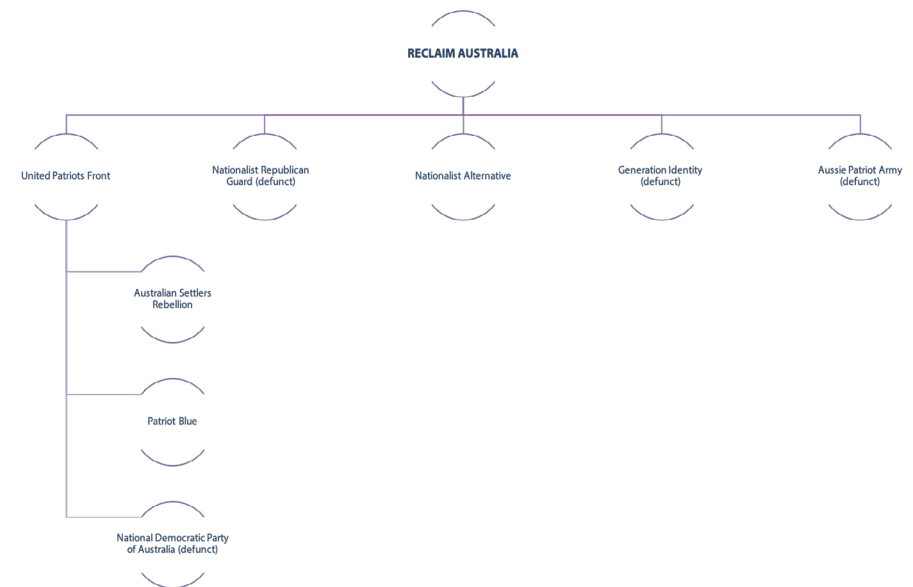 RECLAIM AUSTRALIA
United Patriots Front
Nationalist Republican
Guard (defunct)
Nationalist Alternative
Generation Identity
(defunct)
Aussie Patriot Army
(defunct)
Australian Settlers
Rebellion
Patriot Blue
National Democratic Party
of Australia (defunct)